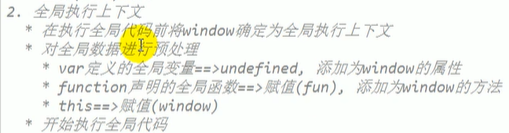 2. 全局执行上下文
* 在执行全局代码前将window确定为全局执行上下文
* 对全局数据进行预处理
* var定义的全局变量==>undefined, 添加为window的属性
* function声明的全局函数==>赋值(fun), 添加为window的方法
* this==>赋值(window)
* 开始执行全局代码